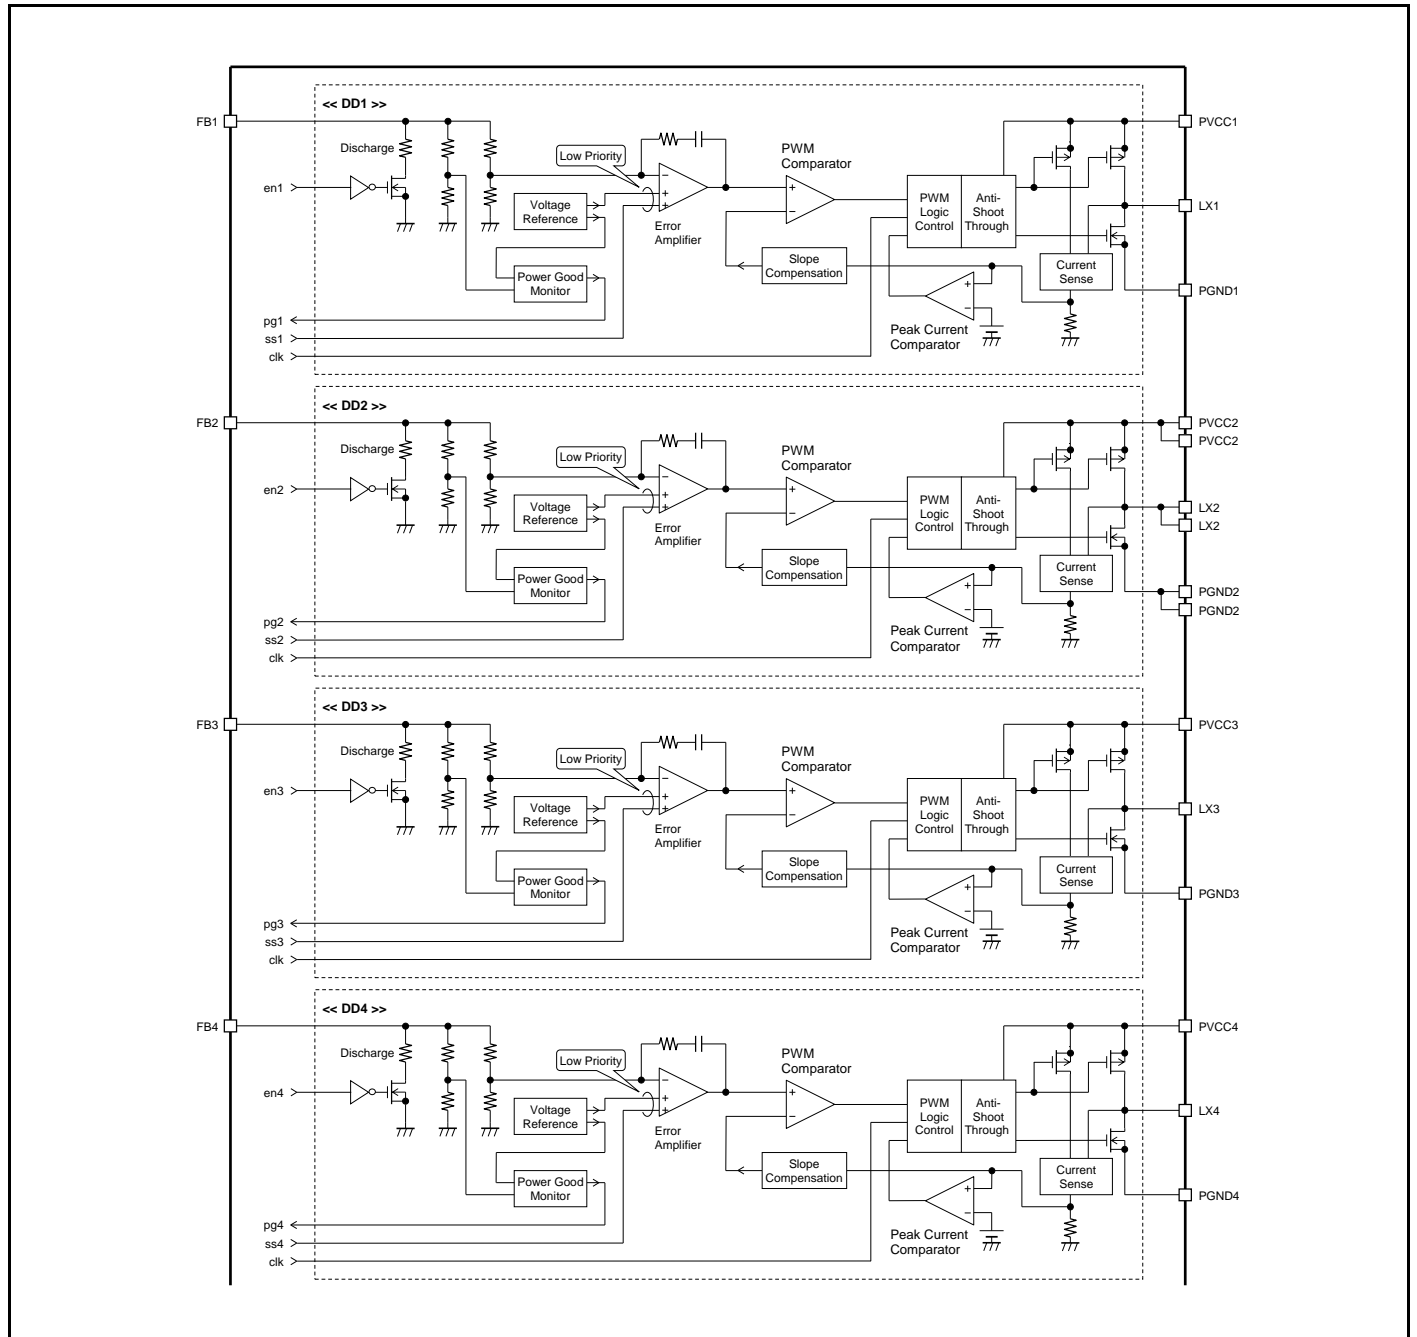 << DD1 >>
FB1
PVCC1
Discharge
Low Priority
PWM
Comparator
en1
Voltage
Reference
Error
Amplifier
PWM
Logic
Control
Anti-
Shoot
Through
LX1
Slope
Compensation
Current
Sense
Power Good
Monitor
PGND1
Peak Current
Comparator
pg1
ss1
clk
<< DD2 >>
FB2
PVCC2
PVCC2
Discharge
Low Priority
PWM
Comparator
en2
Voltage
Reference
Error
Amplifier
PWM
Logic
Control
Anti-
Shoot
Through
LX2
LX2
Slope
Compensation
Current
Sense
Power Good
Monitor
PGND2
PGND2
Peak Current
Comparator
pg2
ss2
clk
<< DD3 >>
FB3
PVCC3
Discharge
Low Priority
PWM
Comparator
en3
Voltage
Reference
Error
Amplifier
PWM
Logic
Control
Anti-
Shoot
Through
LX3
Slope
Compensation
Current
Sense
Power Good
Monitor
PGND3
Peak Current
Comparator
pg3
ss3
clk
<< DD4 >>
FB4
PVCC4
Discharge
Low Priority
PWM
Comparator
en4
Voltage
Reference
Error
Amplifier
PWM
Logic
Control
Anti-
Shoot
Through
LX4
Slope
Compensation
Current
Sense
Power Good
Monitor
PGND4
Peak Current
Comparator
pg4
ss4
clk